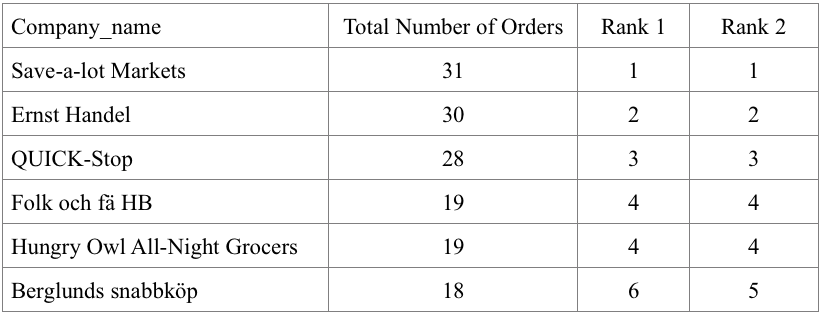 Company_name Total Number of Orders Rank 1 Rank 2
Save-a-lot Markets 31 1 1
Ernst Handel 30 2 2
QUICK-Stop 28 3 3
Folk och fä HB 19 4 4
Hungry Owl All-Night Grocers 19 4 4
Berglunds snabbköp 18 6 5